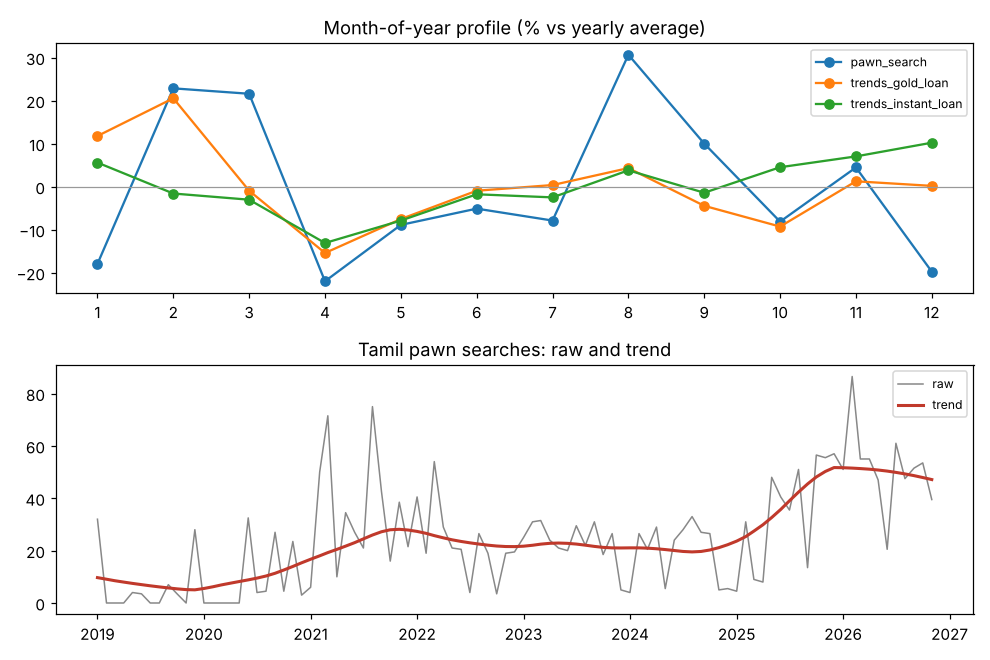 Month-of-year profile (% vs yearly average)
30
20
10
0
−10
−20
pawn_search
trends_gold_loan
trends_instant_loan
1 2 3 4 5 6 7 8 9 10 11 12
Tamil pawn searches: raw and trend
80
60
40
20
0
raw
trend
2019 2020 2021 2022 2023 2024 2025 2026 2027